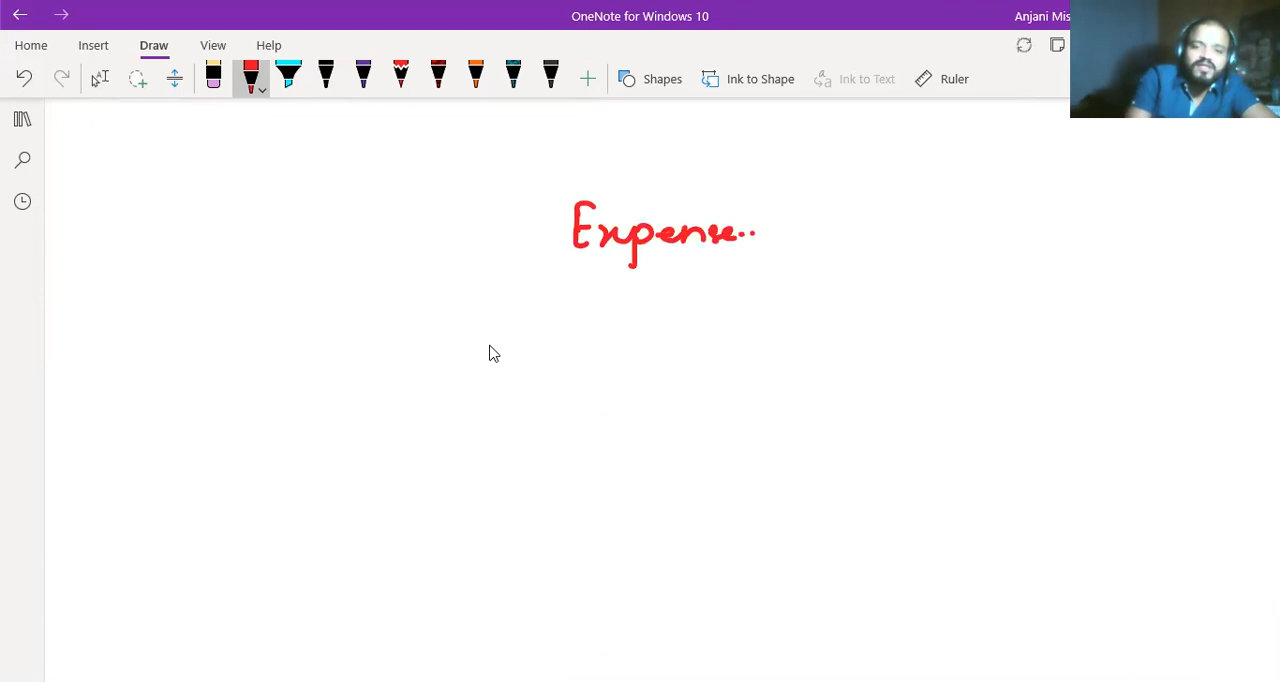 OneNote for Windows 10
Anjani Mis
Home Insert Draw View Help
Shapes Ink to Shape Ink to Text Ruler
Expense..